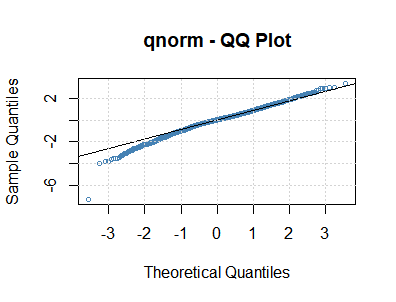 qnorm - QQ Plot
Sample Quantiles
2
-2
-6
-3 -2 -1 0 1 2 3
Theoretical Quantiles